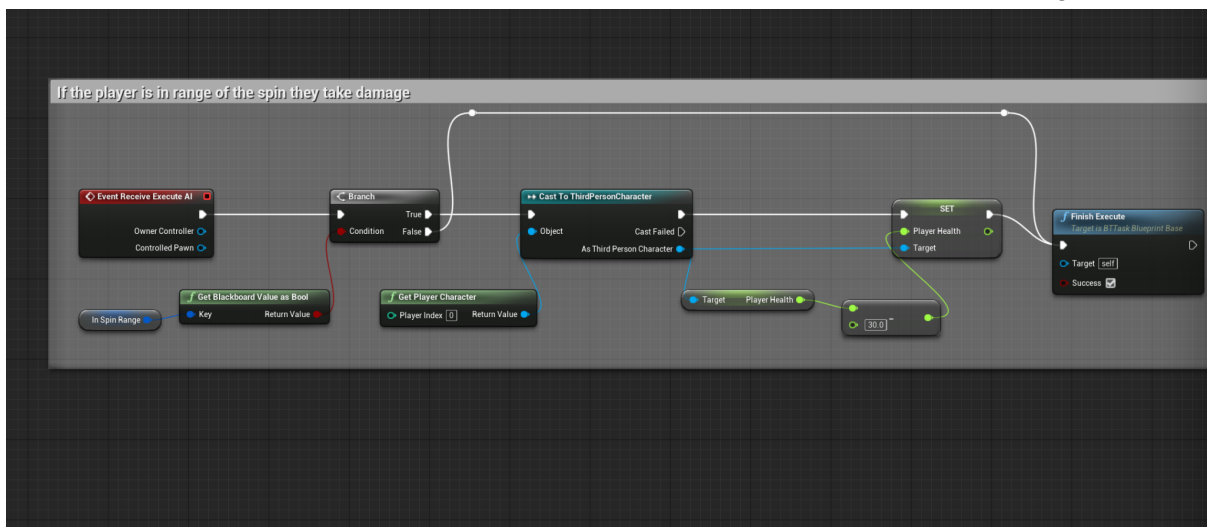 If the player is in range of the spin they take damage
Event Receive Execute AI
Owner Controller
Controlled Pawn
Branch
True
Condition False
Cast To ThirdPersonCharacter
Object Cast Failed
As Third Person Character
SET
Player Health
Target
Finish Execute
Target is BTTask Blueprint Base
Target self
Success
In Spin Range
Get Blackboard Value as Bool
Key Return Value
Get Player Character
Player Index 0 Return Value
Target Player Health
30.0 -